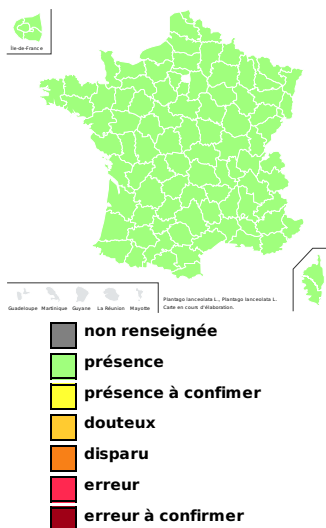 Île-de-France
Plantago lanceolata L., Plantago lanceolata L.
Carte en cours d'élaboration.
Guadeloupe Martinique Guyane La Réunion Mayotte
non renseignée
présence
présence à confimer
douteux
disparu
erreur
erreur à confirmer